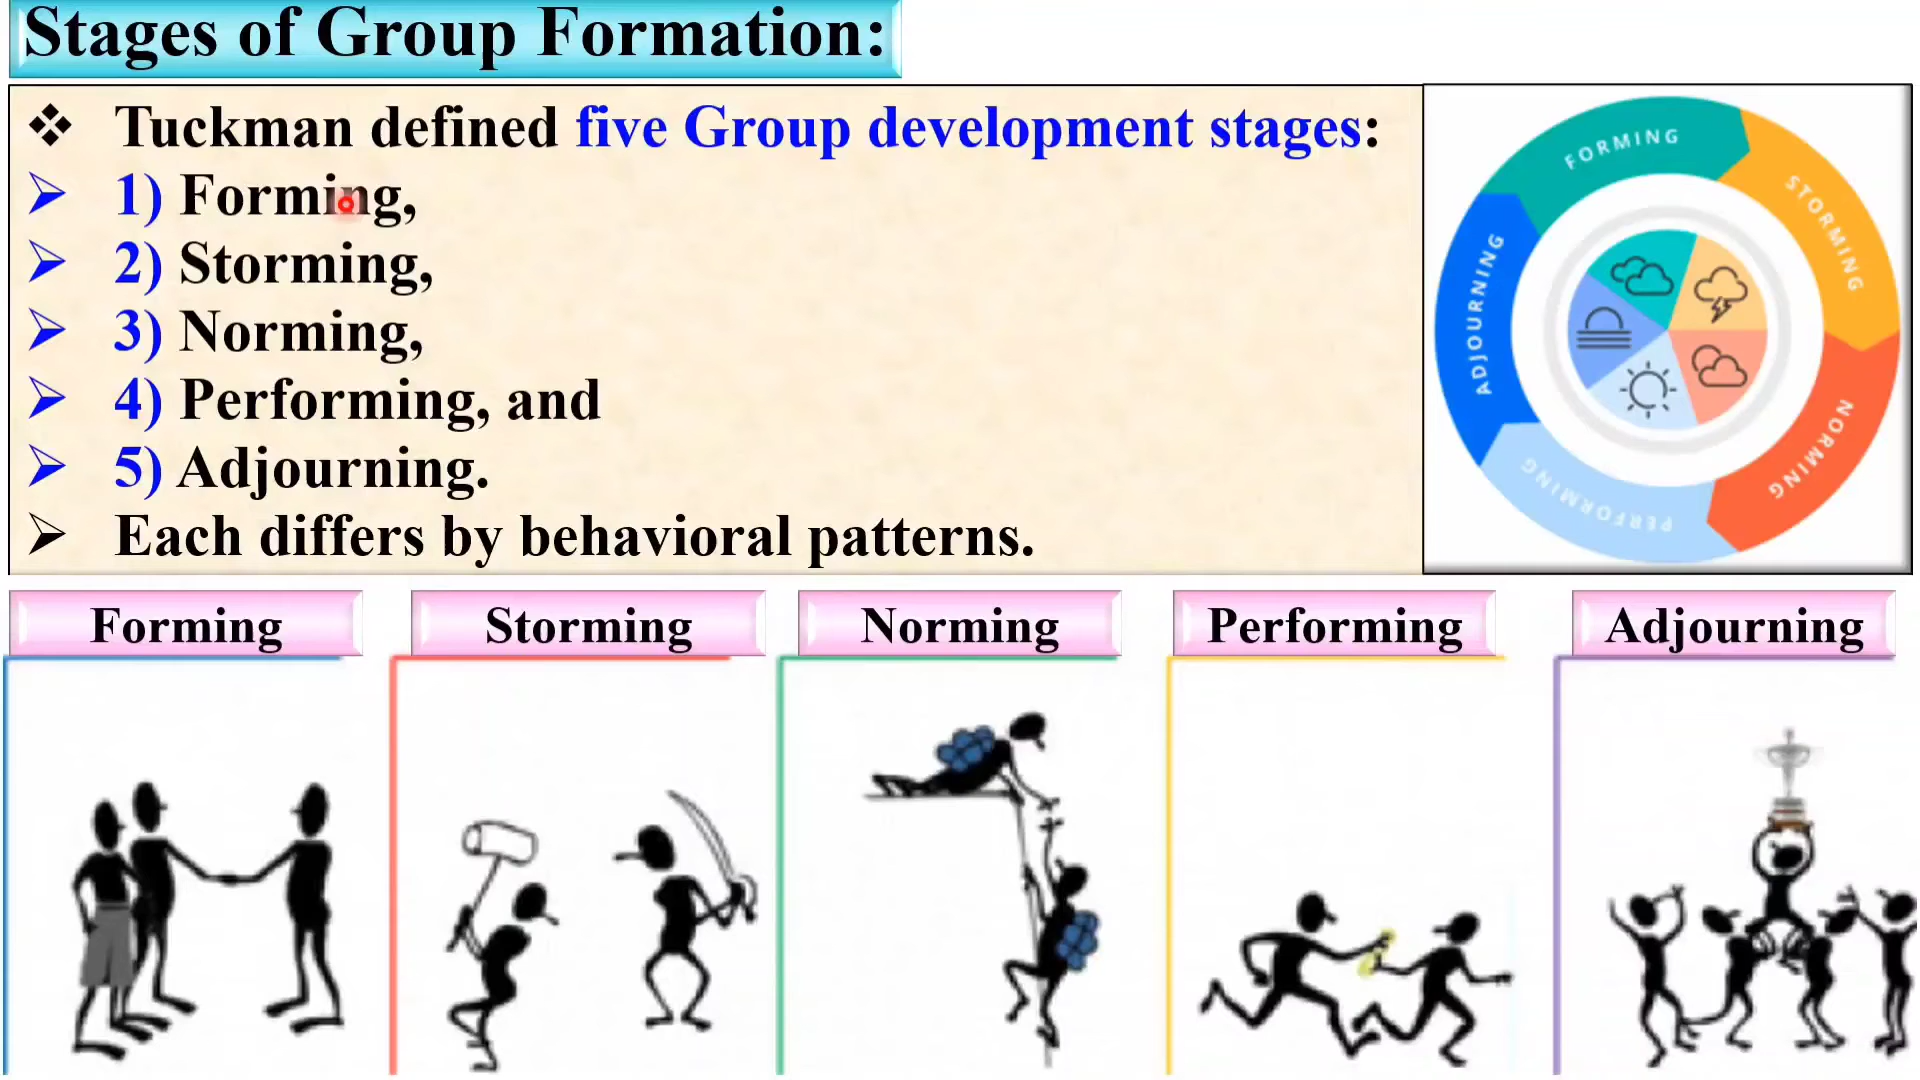 Stages of Group Formation:
❖ Tuckman defined five Group development stages:
➢ 1) Forming,
➢ 2) Storming,
➢ 3) Norming,
➢ 4) Performing, and
➢ 5) Adjourning.
➢ Each differs by behavioral patterns.
FORMING
STORMING
NORMING
PERFORMING
ADJOURNING
Forming
Storming
Norming
Performing
Adjourning